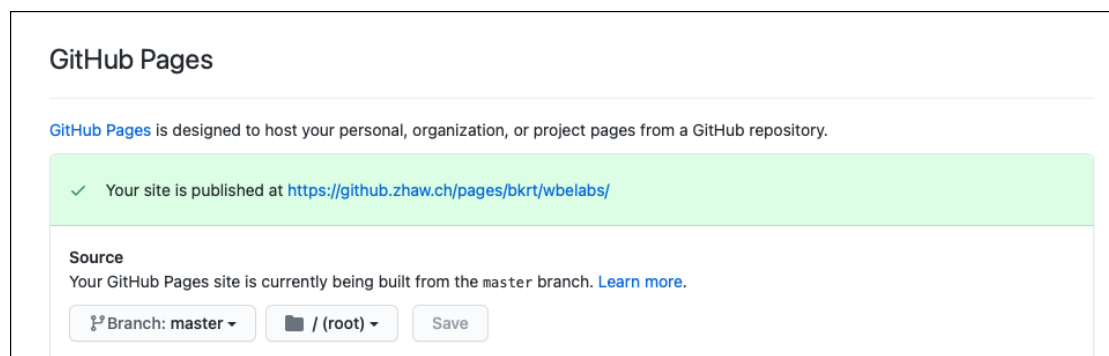 GitHub Pages
GitHub Pages is designed to host your personal, organization, or project pages from a GitHub repository.
Your site is published at https://github.zhaw.ch/pages/bkrt/wbelabs/
Source
Your GitHub Pages site is currently being built from the master branch. Learn more.
Branch: master / (root) Save